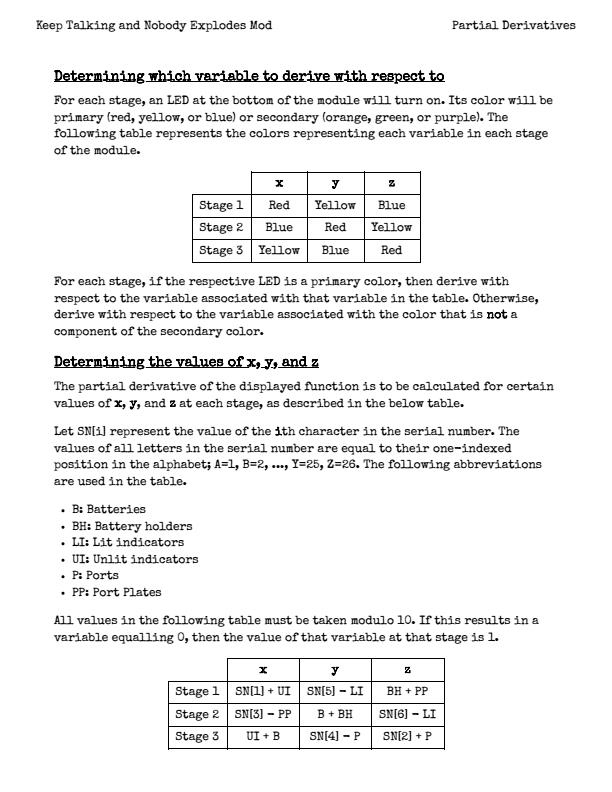 Keep Talking and Nobody Explodes Mod Partial Derivatives
Determining which variable to derive with respect to
For each stage, an LED at the bottom of the module will turn on. Its color will be
primary (red, yellow, or blue) or secondary (orange, green, or purple). The
following table represents the colors representing each variable in each stage
of the module.
x y z
Stage 1 Red Yellow Blue
Stage 2 Blue Red Yellow
Stage 3 Yellow Blue Red
For each stage, if the respective LED is a primary color, then derive with
respect to the variable associated with that variable in the table. Otherwise,
derive with respect to the variable associated with the color that is not a
component of the secondary color.
Determining the values of x, y, and z
The partial derivative of the displayed function is to be calculated for certain
values of x, y, and z at each stage, as described in the below table.
Let SN[i] represent the value of the ith character in the serial number. The
values of all letters in the serial number are equal to their one-indexed
position in the alphabet; A=1, B=2, ..., Y=25, Z=26. The following abbreviations
are used in the table.
• B: Batteries
• BH: Battery holders
• LI: Lit indicators
• UI: Unlit indicators
• P: Ports
• PP: Port Plates
All values in the following table must be taken modulo 10. If this results in a
variable equalling 0, then the value of that variable at that stage is 1.
x y z
Stage 1 SN[1] + UI SN[5] - LI BH + PP
Stage 2 SN[3] - PP B + BH SN[6] - LI
Stage 3 UI + B SN[4] - P SN[2] + P